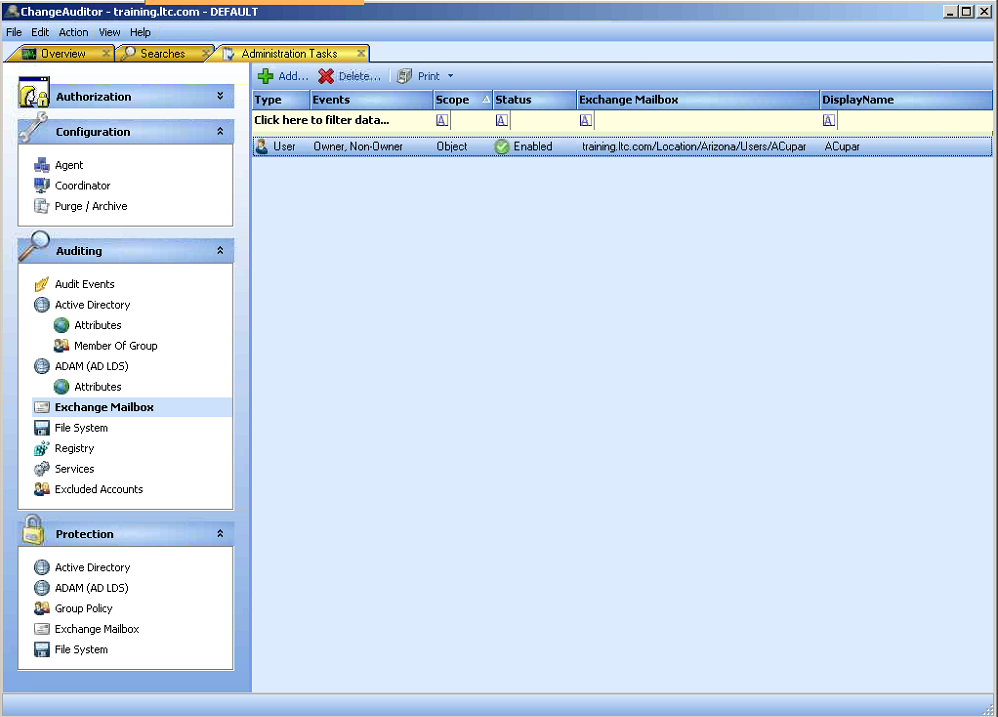 ChangeAuditor - training.ltc.com - DEFAULT
File Edit Action View Help
Overview Searches Administration Tasks
Add... Delete... Print
Authorization
Configuration
Agent
Coordinator
Purge / Archive
Auditing
Audit Events
Active Directory
Attributes
Member Of Group
ADAM (AD LDS)
Attributes
Exchange Mailbox
File System
Registry
Services
Excluded Accounts
Protection
Active Directory
ADAM (AD LDS)
Group Policy
Exchange Mailbox
File System
Type Events Scope Status Exchange Mailbox DisplayName
Click here to filter data... A A A A
User Owner, Non-Owner Object Enabled training.ltc.com/Location/Arizona/Users/ACupar ACupar